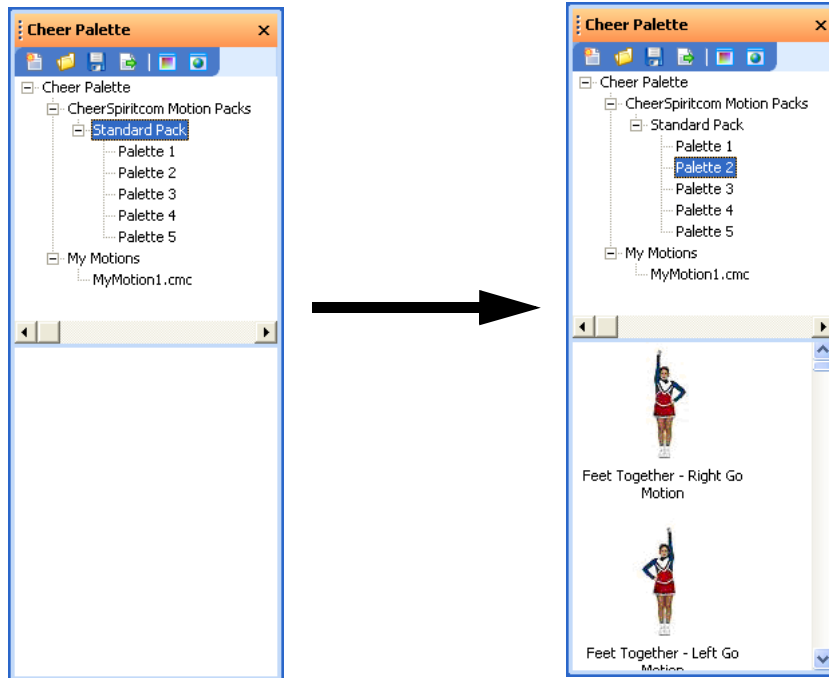 Cheer Palette
Cheer Palette
CheerSpiritcom Motion Packs
Standard Pack
Palette 1
Palette 2
Palette 3
Palette 4
Palette 5
My Motions
MyMotion1.cmc
Cheer Palette
Cheer Palette
CheerSpiritcom Motion Packs
Standard Pack
Palette 1
Palette 2
Palette 3
Palette 4
Palette 5
My Motions
MyMotion1.cmc
Feet Together - Right Go
Motion
Feet Together - Left Go
Motion